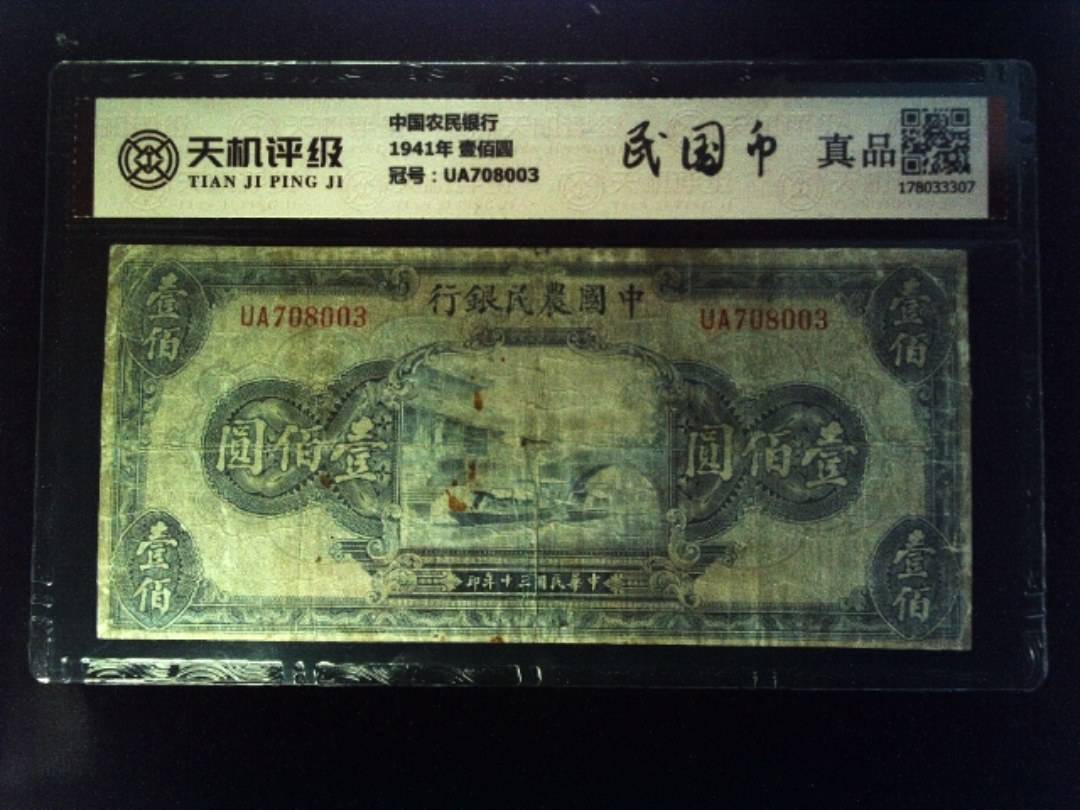 天机评级
TIAN JI PING JI
中国农民银行
1941年 壹佰圆
冠号：UA708003
民国币
真品
178033307
行銀民農國中
UA708003
UA708003
壹佰
壹佰
圓佰壹
圓佰壹
印年十三國民華中
壹佰
壹佰